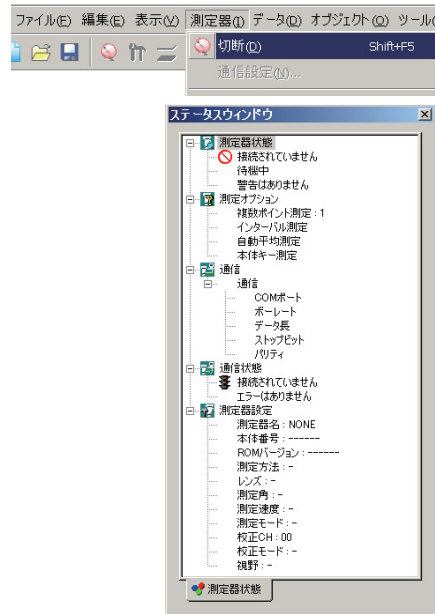 ファイル(F) 編集(E) 表示(V) 測定器(I) データ(D) オブジェクト(O) ツール(
切断(D) Shift+F5
通信設定(N)...
ステータスウィンドウ
測定器状態
接続されていません
待機中
警告はありません
測定オプション
複数ポイント測定 : 1
インターバル測定
自動平均測定
本体キー測定
通信
通信
COMポート
ボーレート
データ長
ストップビット
パリティ
通信状態
接続されていません
エラーはありません
測定器設定
測定器名 : NONE
本体番号 : ------
ROMバージョン : ------
測定方法 : -
レンズ : -
測定角 : -
測定速度 : -
測定モード : -
校正CH : 00
校正モード : -
視野 : -
測定器状態